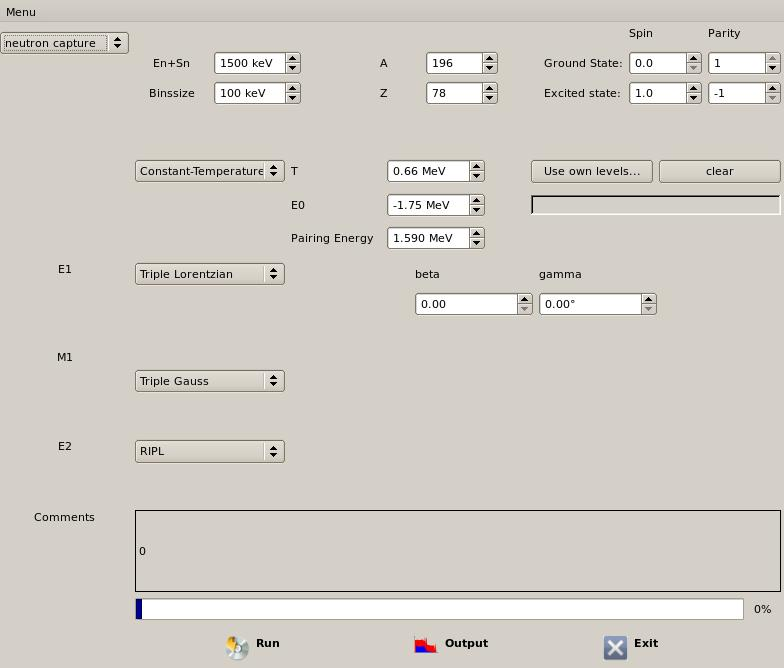 Menu
Spin Parity
neutron capture
En+Sn 1500 keV A 196 Ground State: 0.0 1
Binssize 100 keV Z 78 Excited state: 1.0 -1
Constant-Temperature T 0.66 MeV Use own levels... clear
E0 -1.75 MeV
Pairing Energy 1.590 MeV
E1 Triple Lorentzian beta gamma
0.00 0.00°
M1
Triple Gauss
E2 RIPL
Comments
0
0%
Run Output Exit